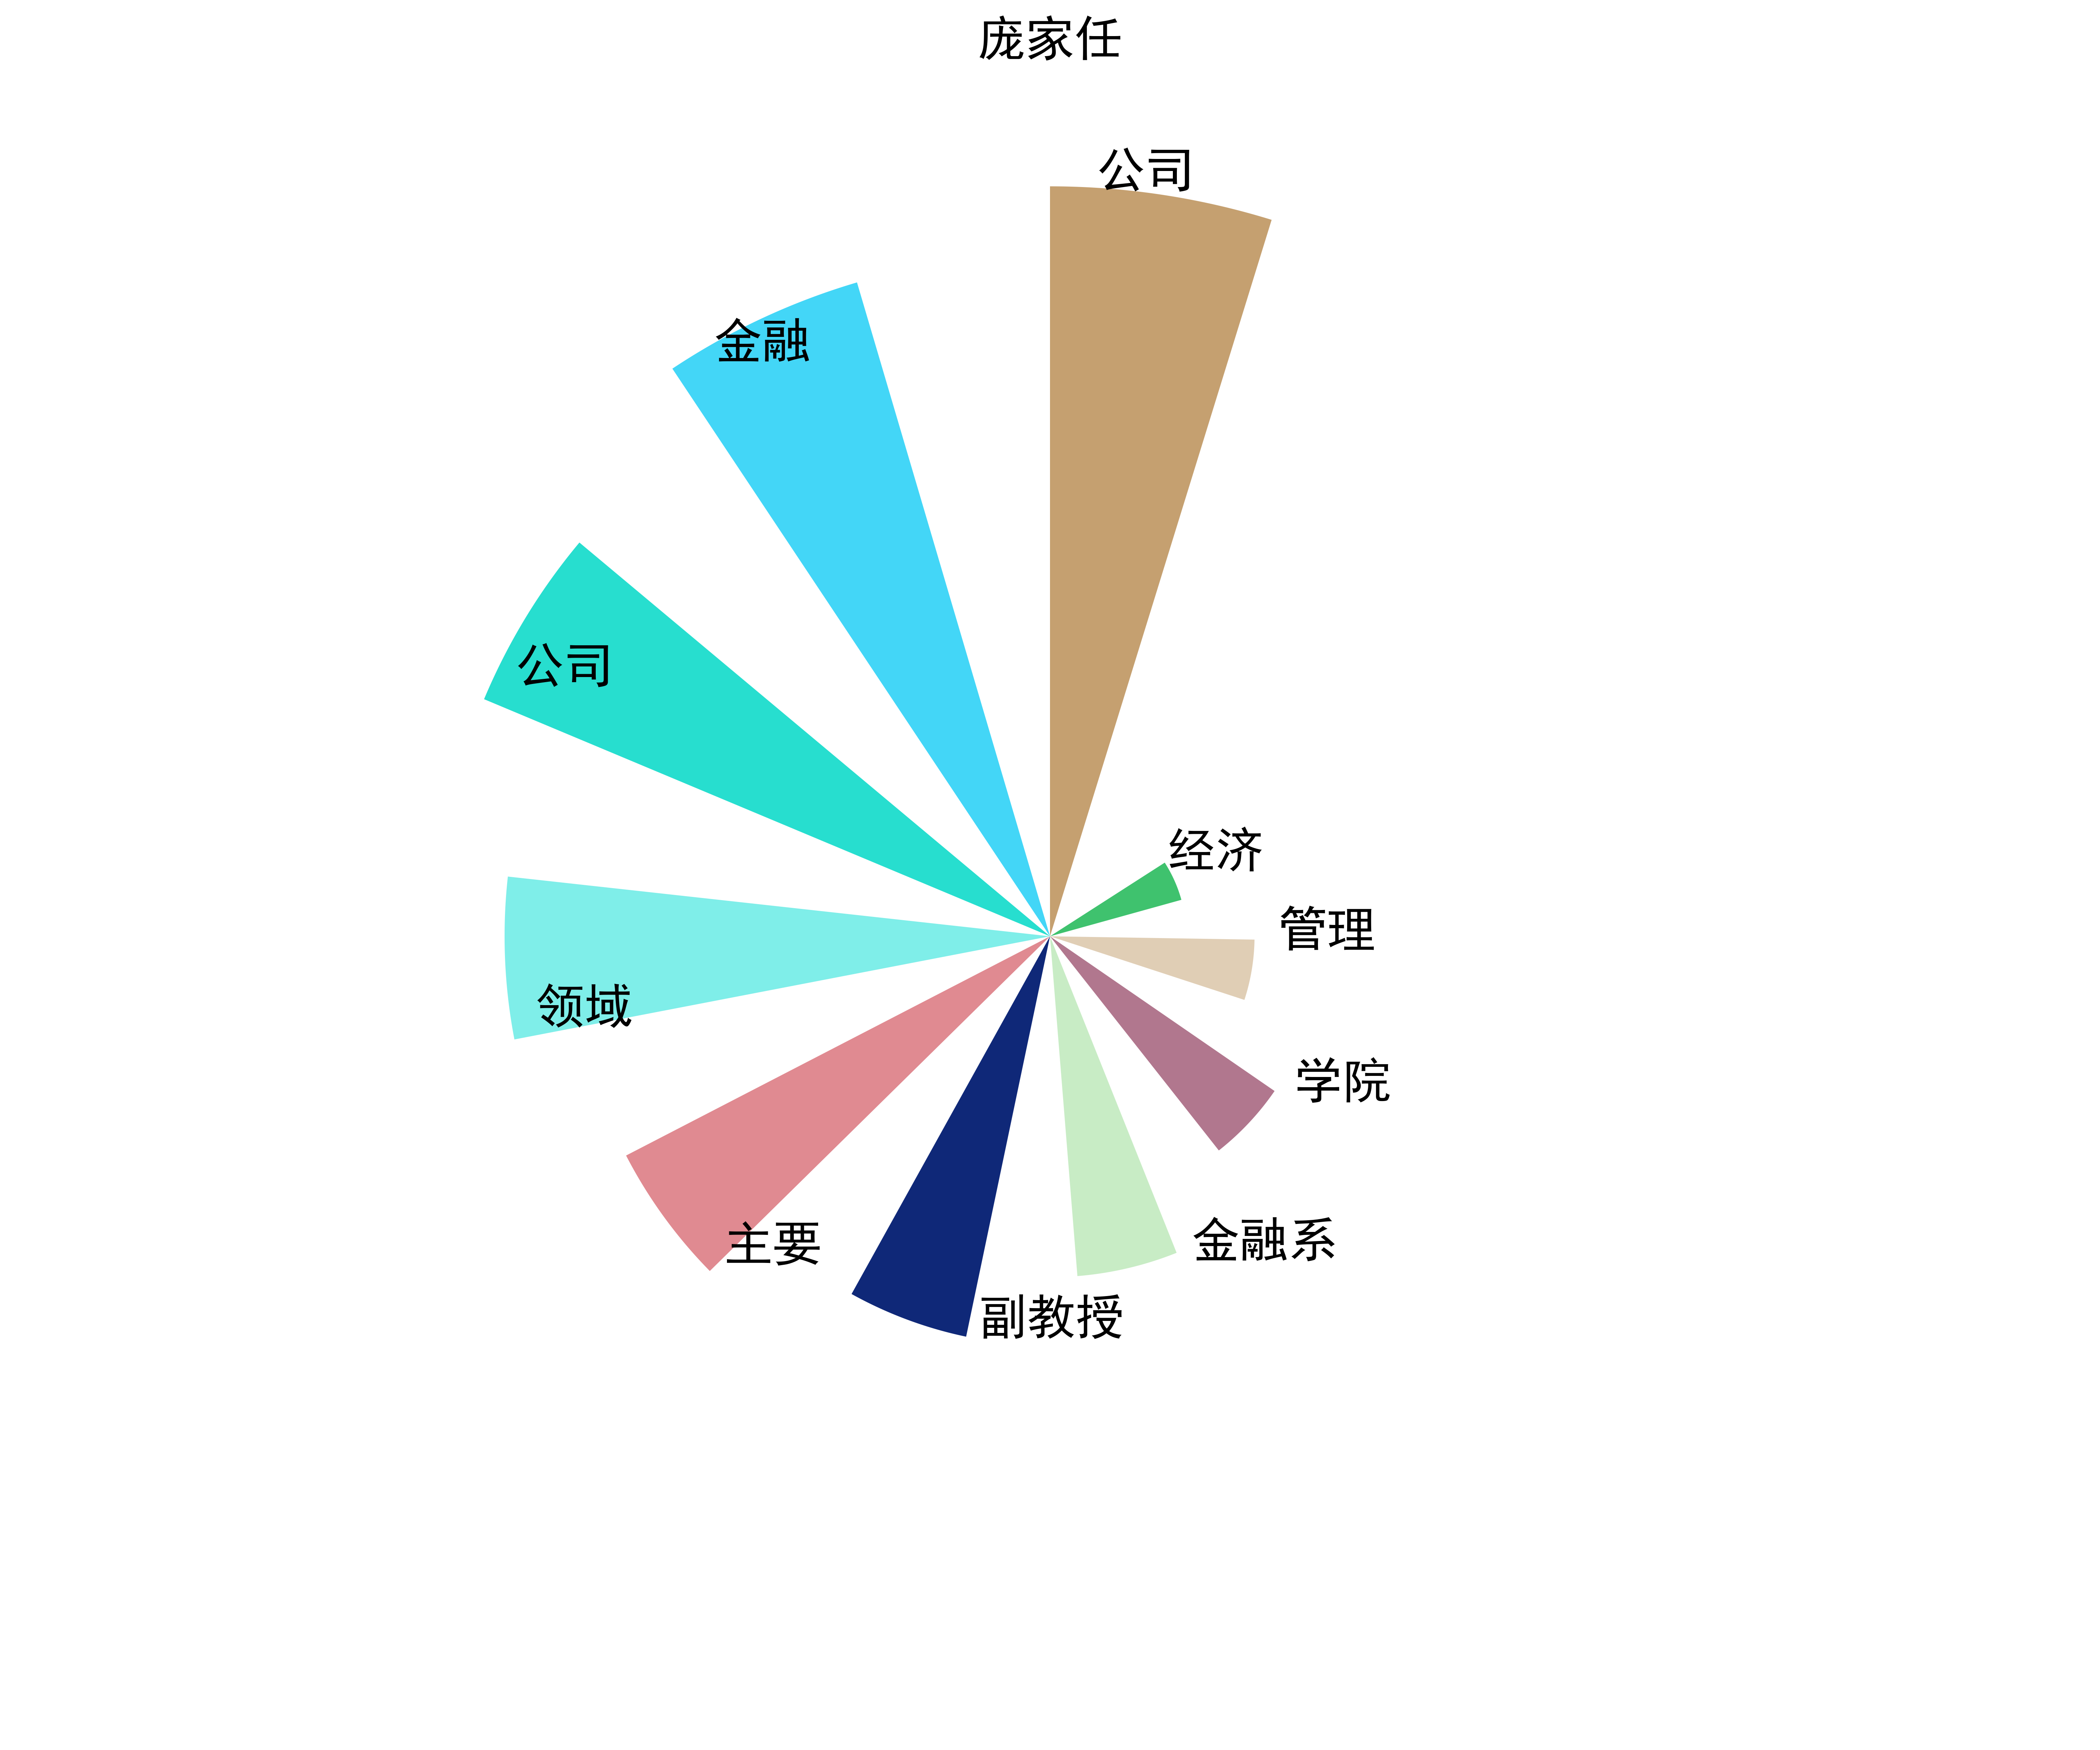 庞家任
公司
金融
公司
经济
管理
领域
学院
主要
金融系
副教授